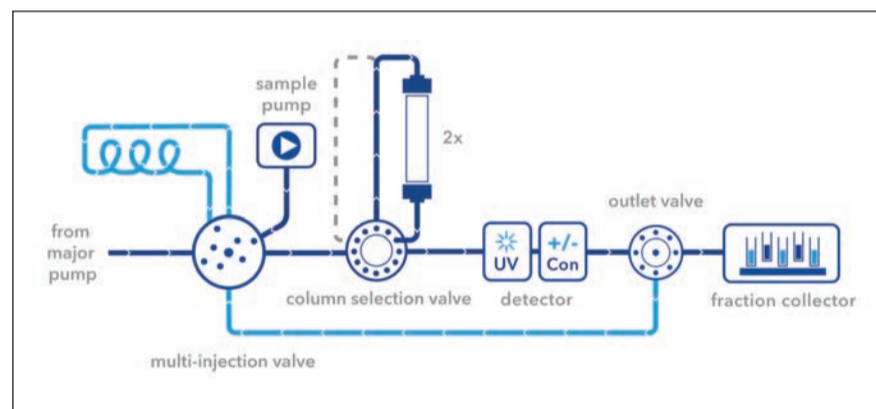 sample
pump
2x
from
major
pump
outlet valve
UV
+/-
Con
column selection valve
detector
fraction collector
multi-injection valve